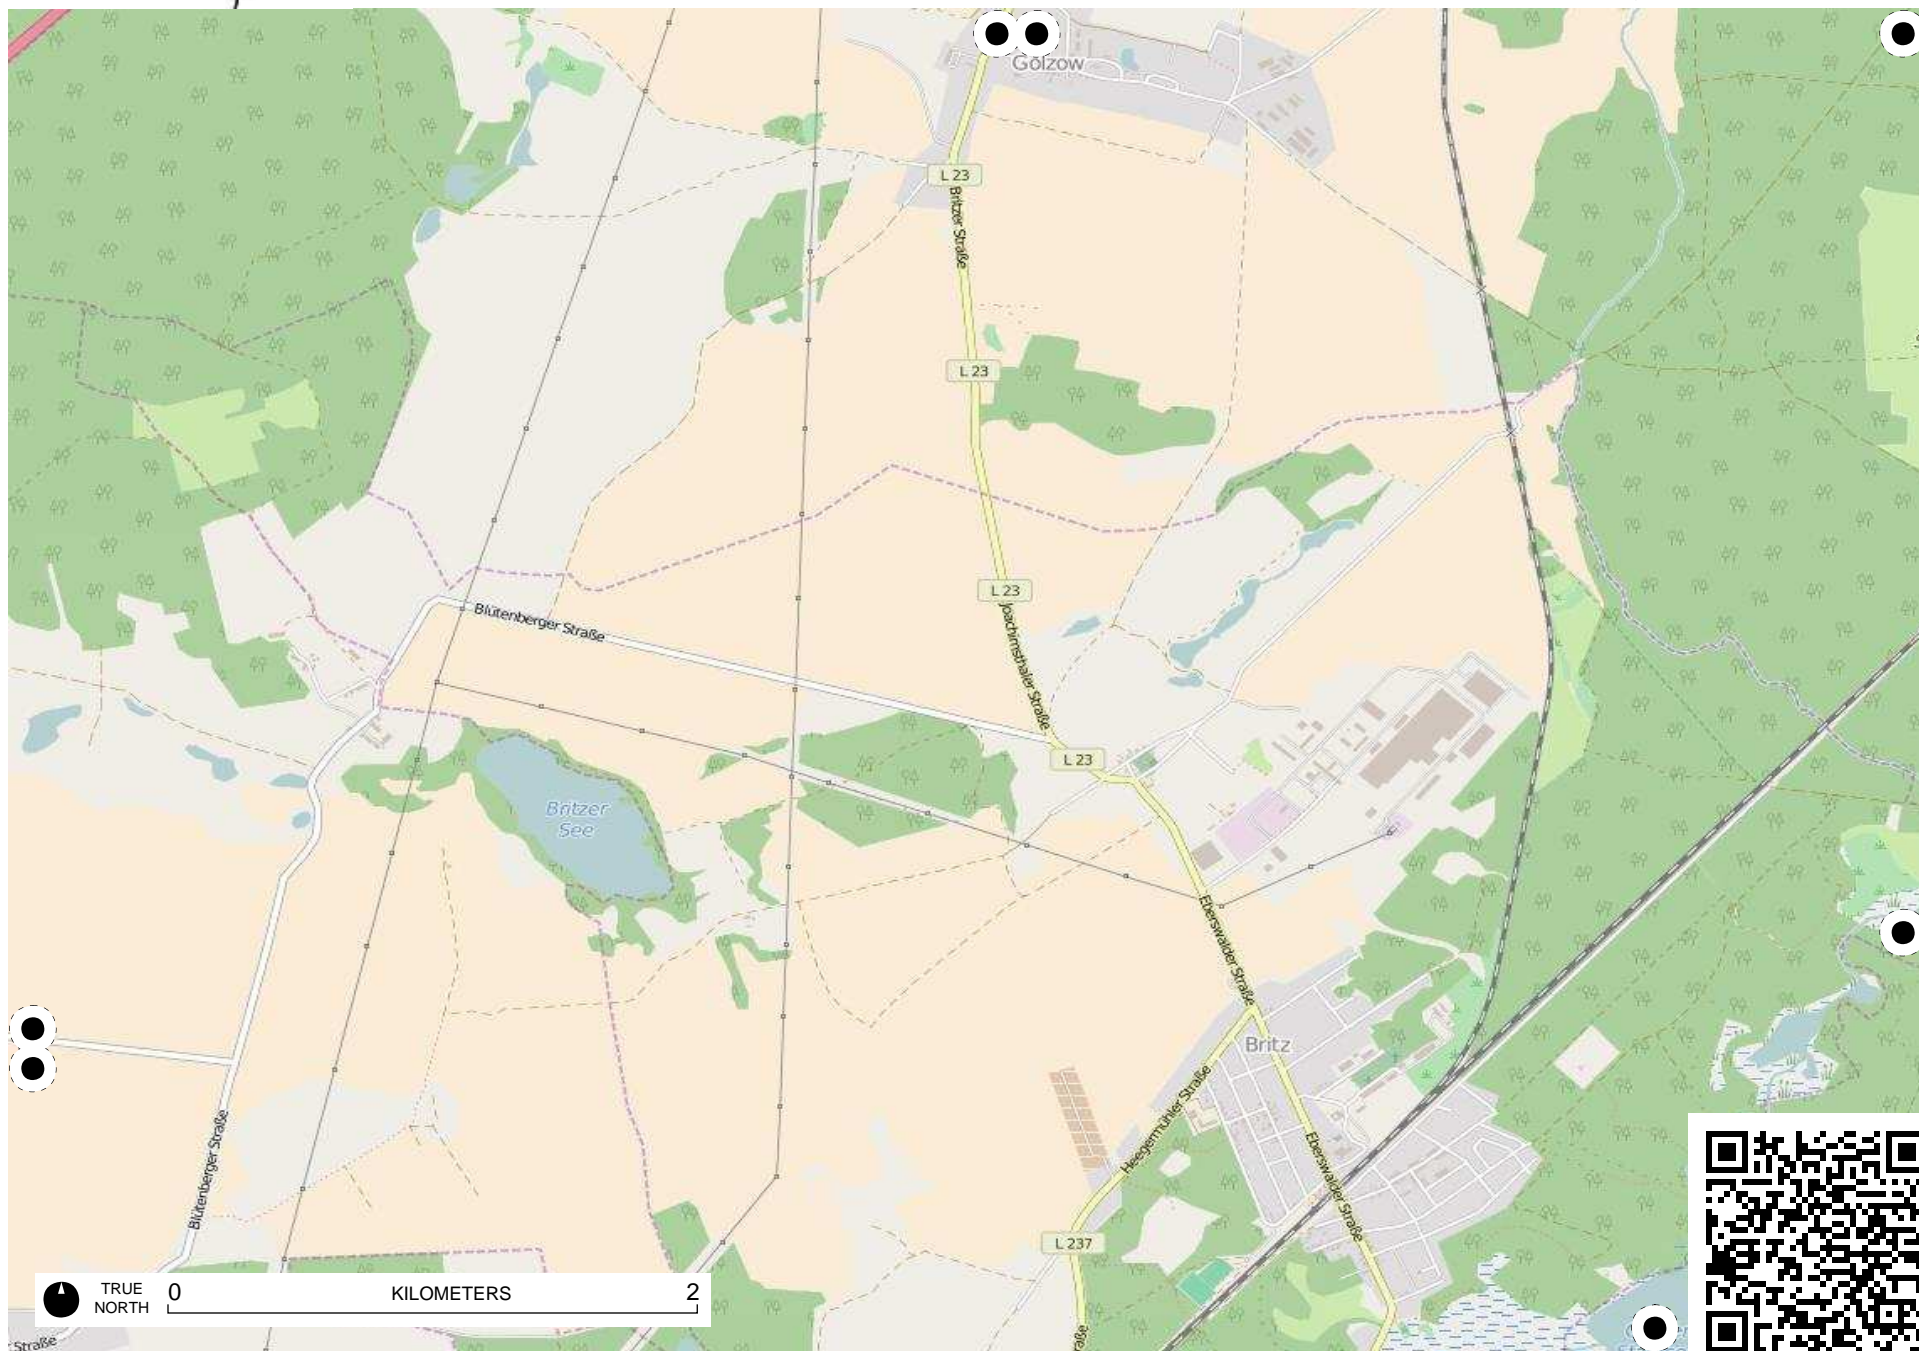 Golzow
L 23
Britzer Straße
L 23
L 23
Blütenberger Straße
Joachimsthaler Straße
L 23
Britzer
See
Eberswalder Straße
Britz
Heegermühler Straße
Blütenberger Straße
Eberswalder Straße
L 237
TRUE
NORTH
0
KILOMETERS
2
Straße